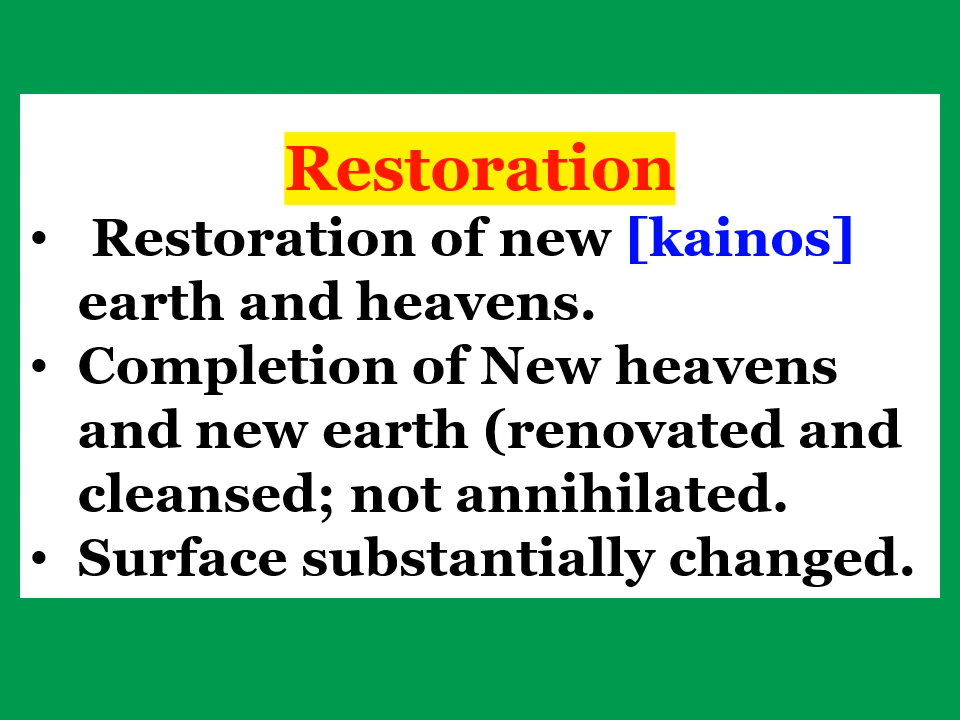 Restoration
• Restoration of new [kainos]
earth and heavens.
• Completion of New heavens
and new earth (renovated and
cleansed; not annihilated.
• Surface substantially changed.